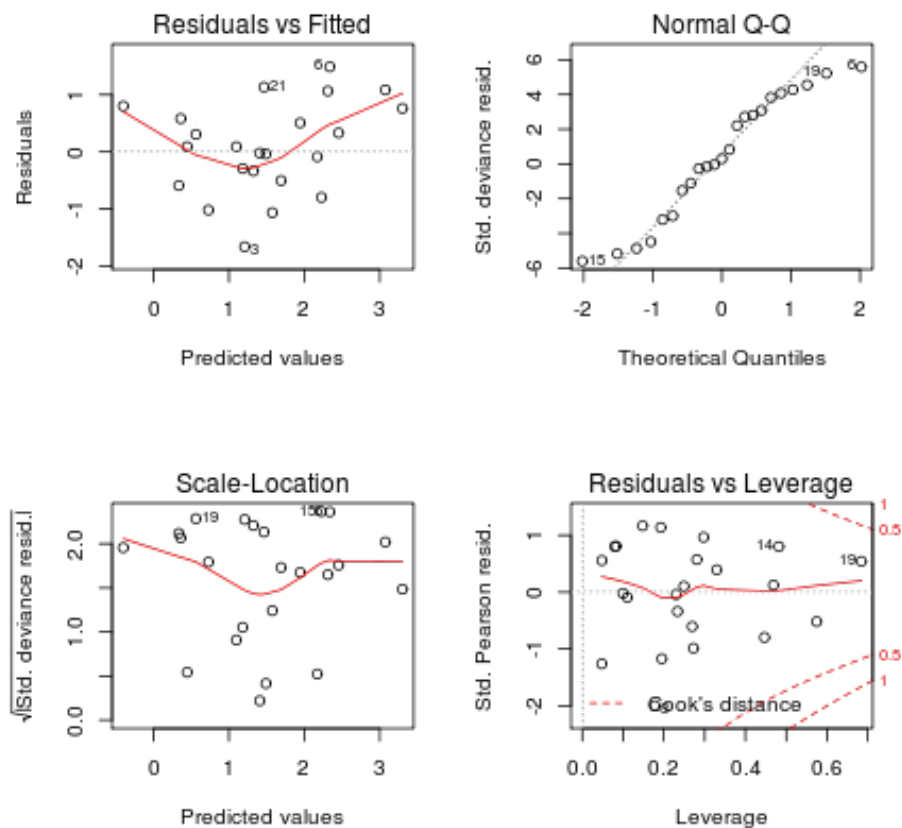 Residuals vs Fitted
Residuals
1
0
-1
-2
6
21
3
0 1 2 3
Predicted values
Normal Q-Q
Std. deviance resid.
6
4
2
0
-2
-6
19
6
15
-2 -1 0 1 2
Theoretical Quantiles
Scale-Location
√|Std. deviance resid.|
2.0
1.0
0.0
19
15
0 1 2 3
Predicted values
Residuals vs Leverage
Std. Pearson resid.
1
0
-1
-2
14
19
1
0.5
0.5
1
Cook's distance
0.0 0.2 0.4 0.6
Leverage